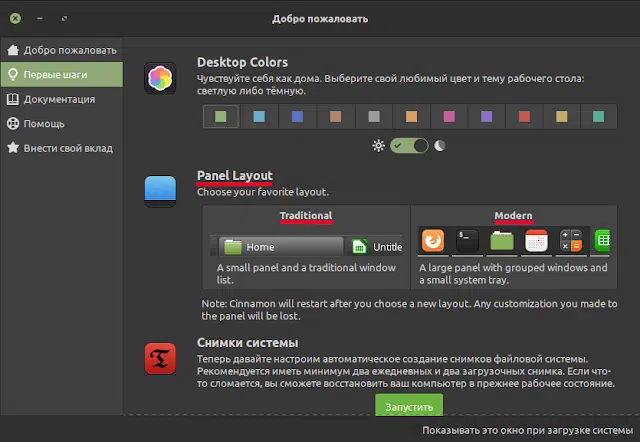 Добро пожаловать
Добро пожаловать
Первые шаги
Документация
Помощь
Внести свой вклад
Desktop Colors
Чувствуйте себя как дома. Выберите свой любимый цвет и тему рабочего стола:
светлую либо тёмную.
Panel Layout
Choose your favorite layout.
Traditional
Home
Untitle
A small panel and a traditional window
list.
Modern
A large panel with grouped windows and
a small system tray.
Note: Cinnamon will restart after you choose a new layout. Any customization you made to
the panel will be lost.
Снимки системы
Теперь давайте настроим автоматическое создание снимков файловой системы.
Рекомендуется иметь минимум два ежедневных и два загрузочных снимка. Если что-
то сломается, вы сможете восстановить ваш компьютер в прежнее рабочее состояние.
Запустить
Показывать это окно при загрузке системы